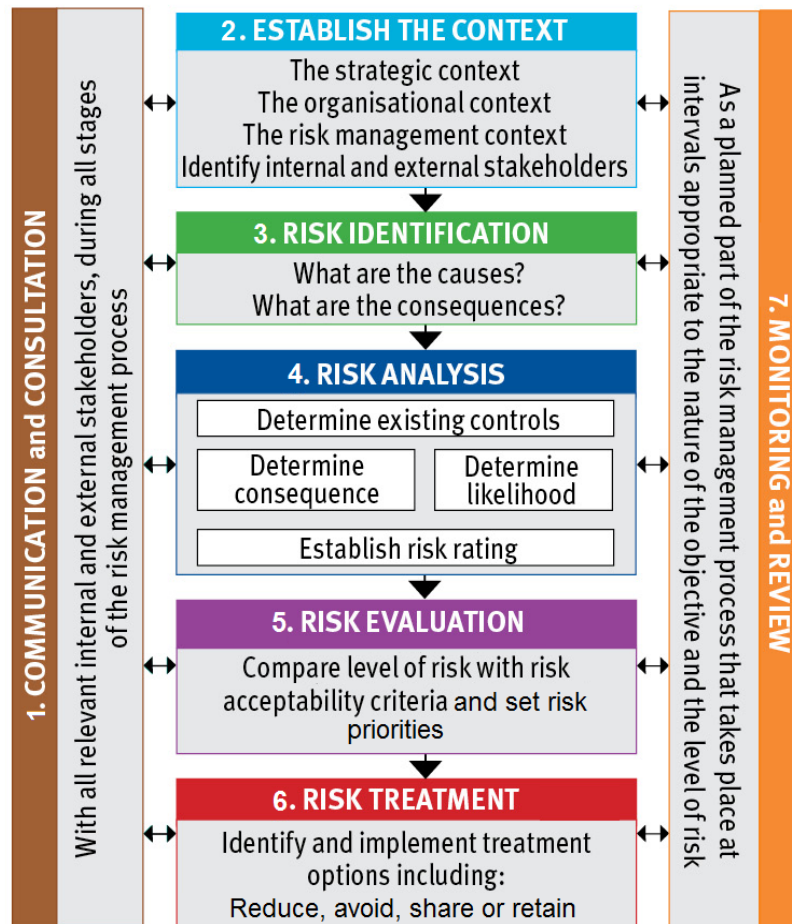 1. COMMUNICATION and CONSULTATION
With all relevant internal and external stakeholders, during all stages
of the risk management process
2. ESTABLISH THE CONTEXT
The strategic context
The organisational context
The risk management context
Identify internal and external stakeholders
3. RISK IDENTIFICATION
What are the causes?
What are the consequences?
4. RISK ANALYSIS
Determine existing controls
Determine
consequence
Determine
likelihood
Establish risk rating
5. RISK EVALUATION
Compare level of risk with risk
acceptability criteria and set risk
priorities
6. RISK TREATMENT
Identify and implement treatment
options including:
Reduce, avoid, share or retain
As a planned part of the risk management process that takes place at
intervals appropriate to the nature of the objective and the level of risk
7. MONITORING and REVIEW